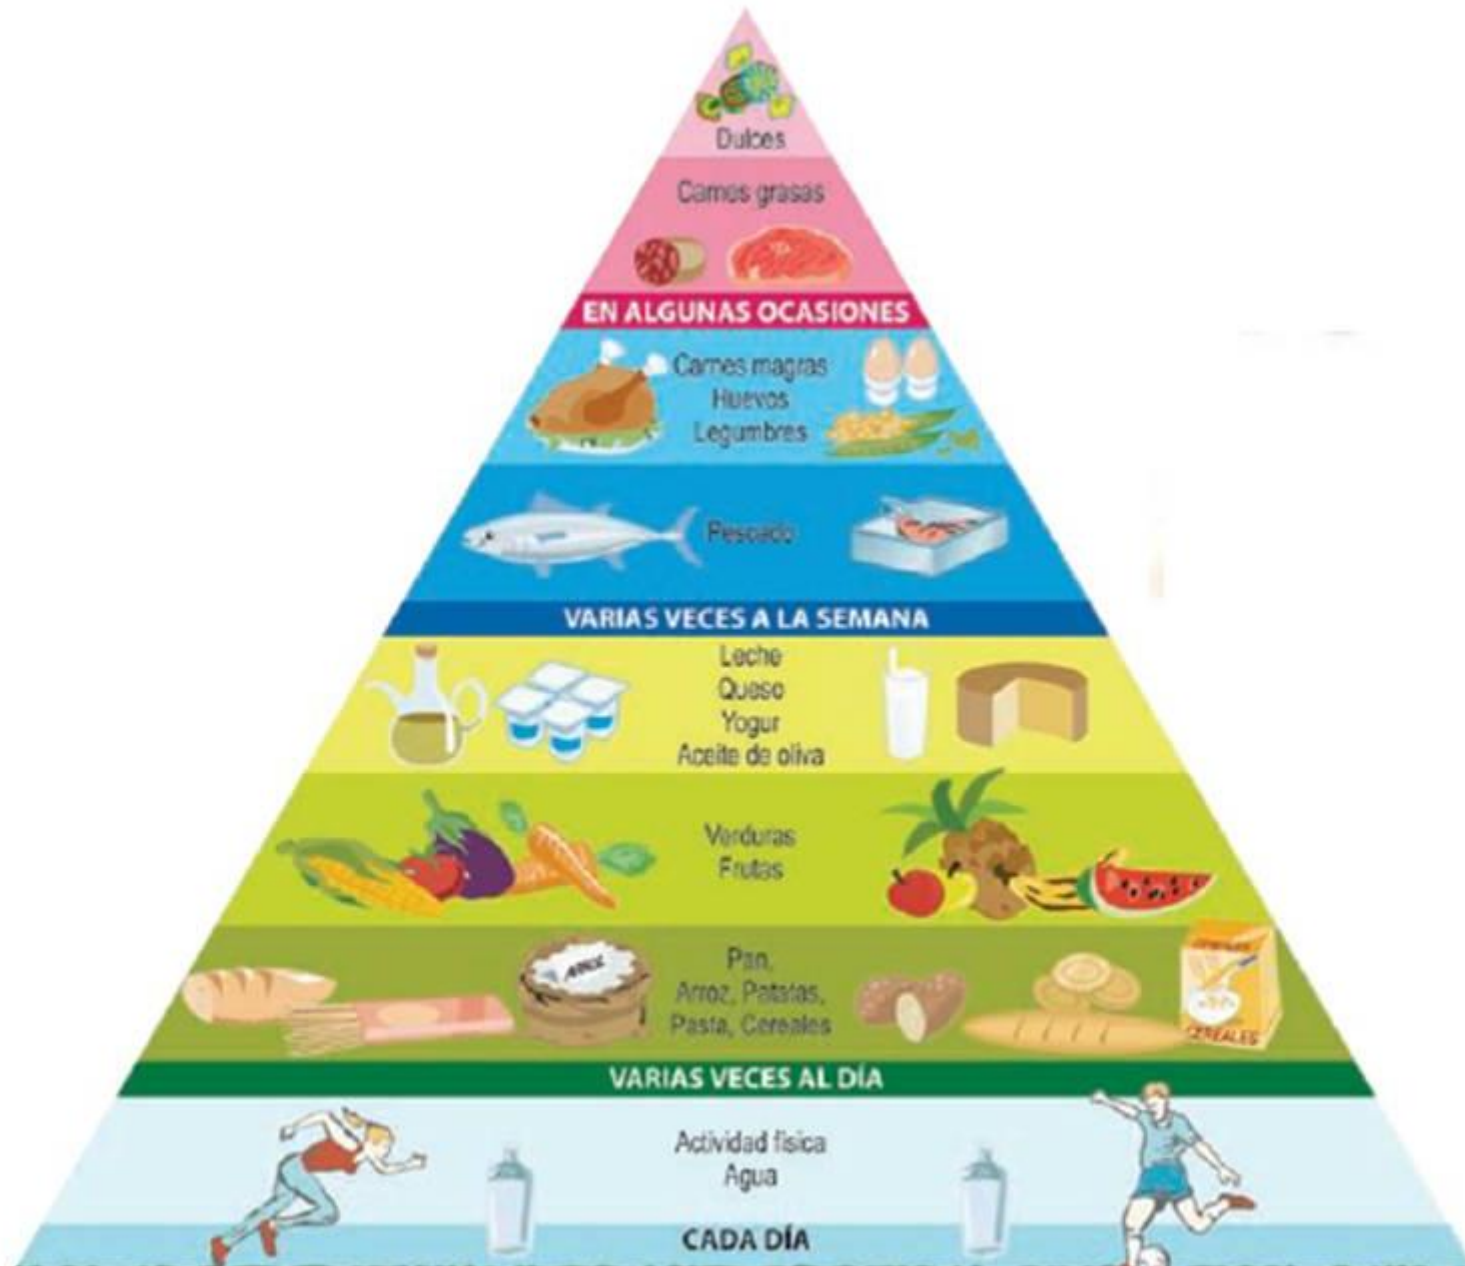 Dulces
Carnes grasas
EN ALGUNAS OCASIONES
Carnes magras
Huevos
Legumbres
Pescado
VARIAS VECES A LA SEMANA
Leche
Queso
Yogur
Aceite de oliva
Verduras
Frutas
Pan,
Arroz, Patatas,
Pasta, Cereales
ARROZ
CEREALES
VARIAS VECES AL DÍA
Actividad física
Agua
CADA DÍA